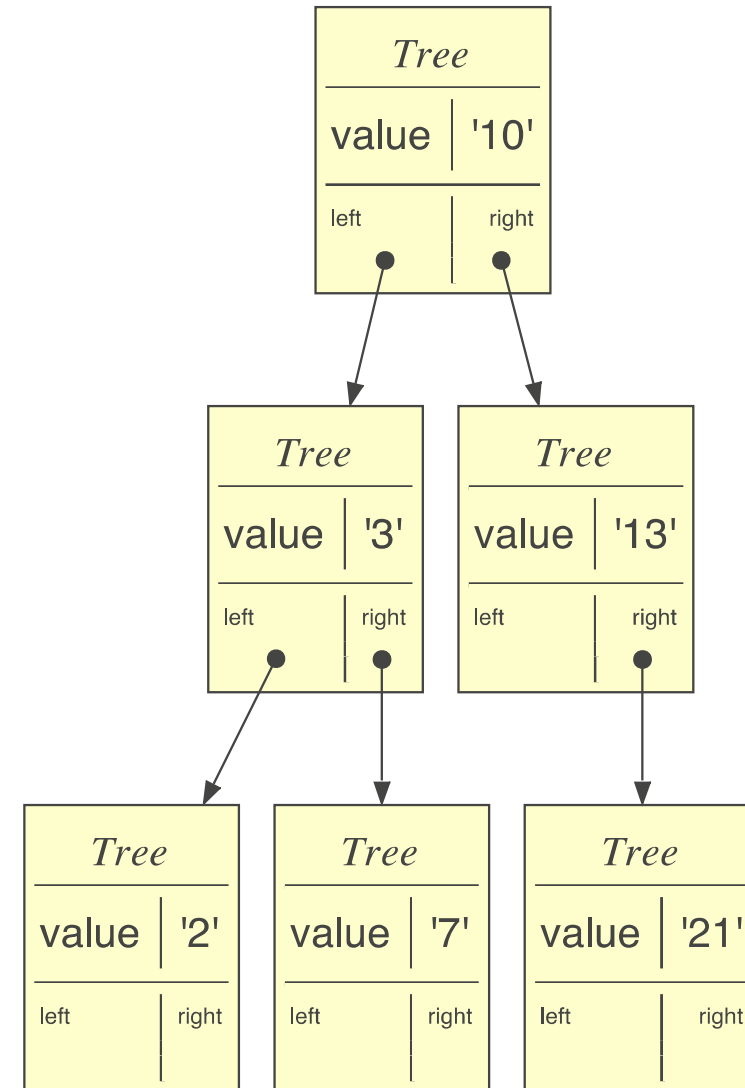 Tree
value '10'
left right
Tree Tree
value '3' value '13'
left right left right
Tree Tree Tree
value '2' value '7' value '21'
left right left right left right